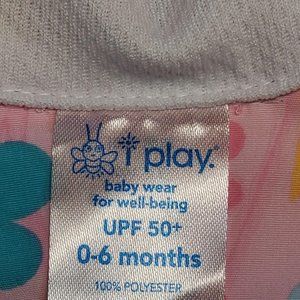 i play.
baby wear
for well-being
UPF 50+
0-6 months
100% POLYESTER